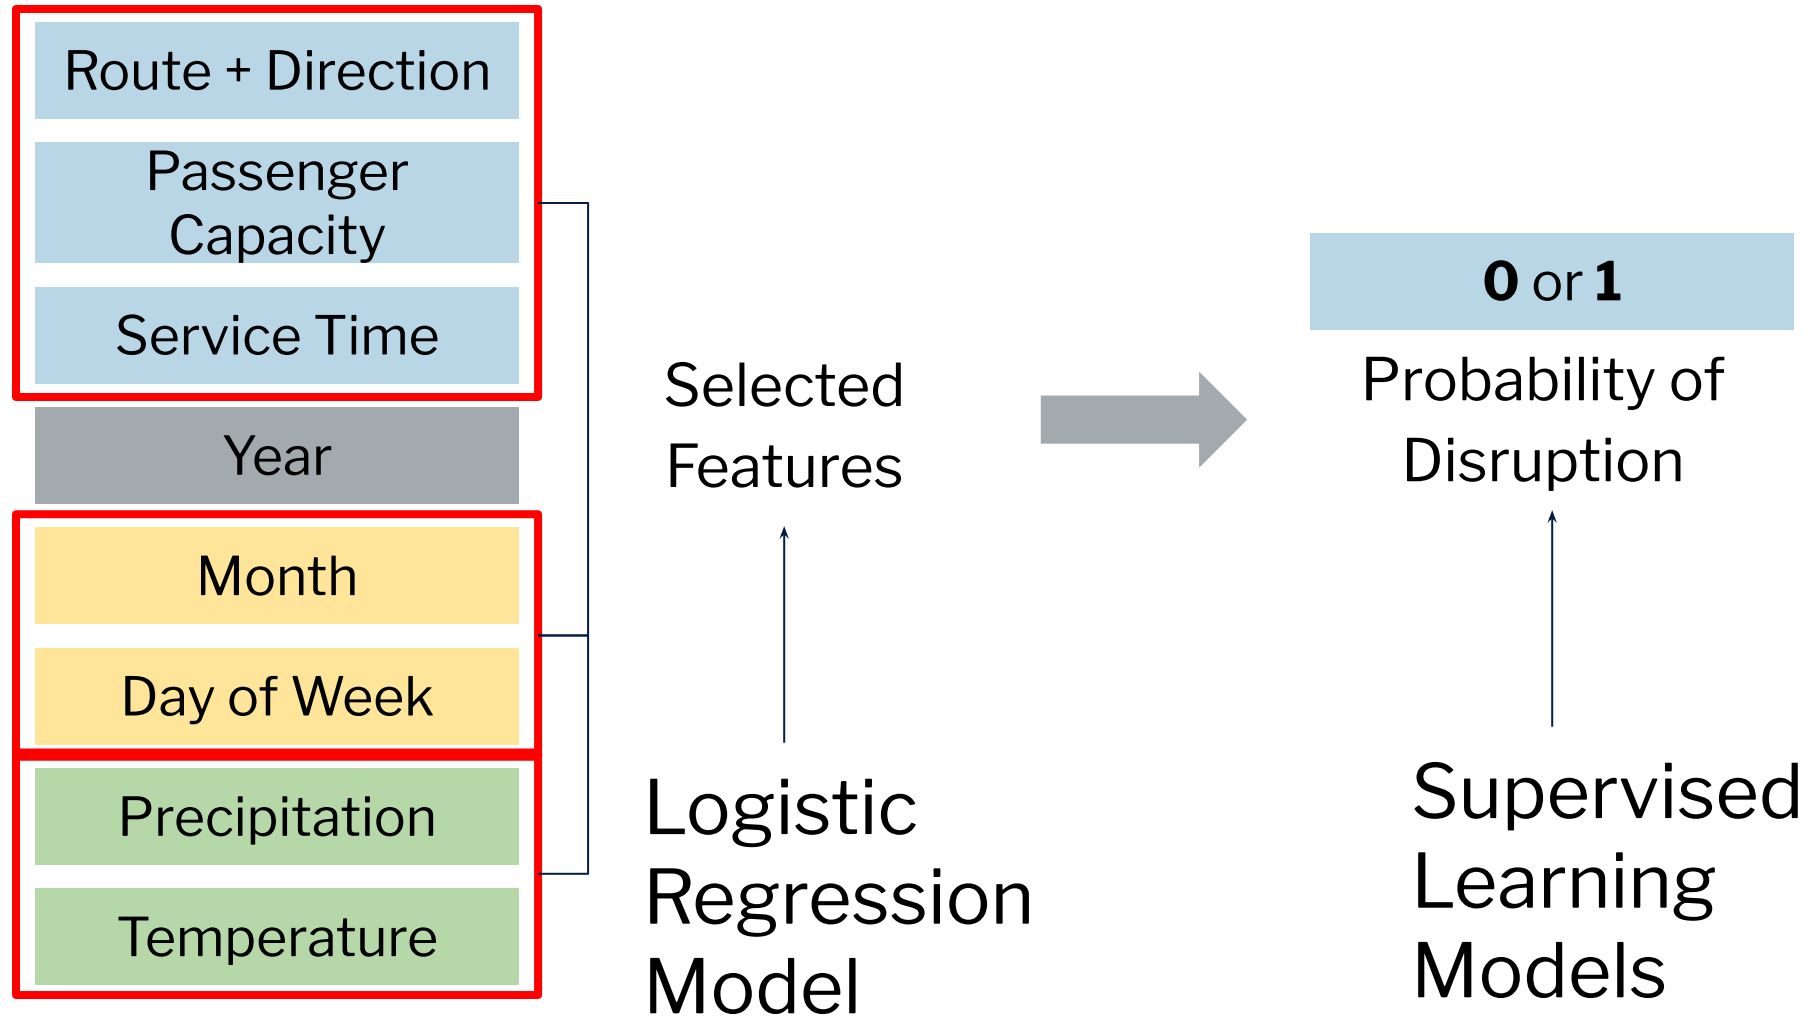 Route + Direction
Passenger
Capacity
Service Time
Year
Month
Day of Week
Precipitation
Temperature
Selected
Features
Logistic
Regression
Model
0 or 1
Probability of
Disruption
Supervised
Learning
Models